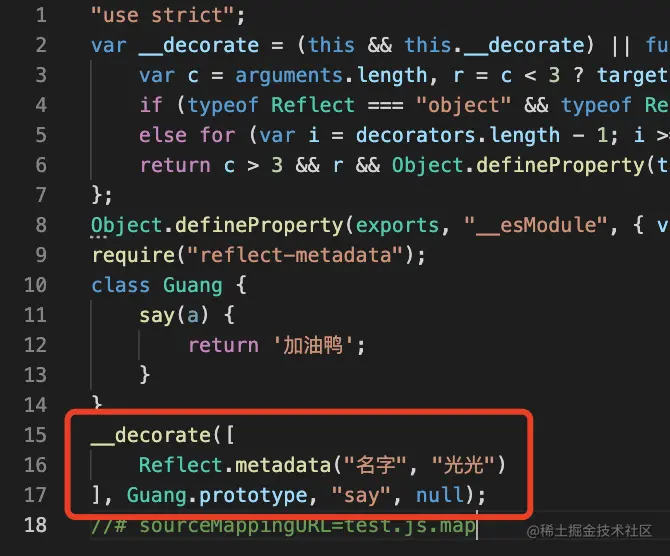 1 "use strict";
2 var __decorate = (this && this.__decorate) || fu
3 var c = arguments.length, r = c < 3 ? target
4 if (typeof Reflect === "object" && typeof Re
5 else for (var i = decorators.length - 1; i >
6 return c > 3 && r && Object.defineProperty(t
7 };
8 Object.defineProperty(exports, "__esModule", { v
9 require("reflect-metadata");
10 class Guang {
11 say(a) {
12 return '加油鸭';
13 }
14 }
15 __decorate([
16 Reflect.metadata("名字", "光光")
17 ], Guang.prototype, "say", null);
18 //# sourceMappingURL=test.js.map
@稀土掘金技术社区